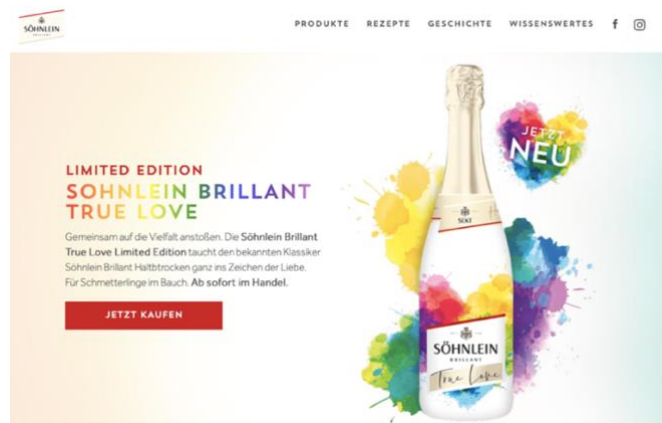 SÖHNLEIN
BRILLANT
PRODUKTE REZEPTE GESCHICHTE WISSENSWERTES f
JETZT
NEU
LIMITED EDITION
SOHNLEIN BRILLANT
TRUE LOVE
Gemeinsam auf die Vielfalt anstoßen. Die Söhnlein Brillant
True Love Limited Edition taucht den bekannten Klassiker
Söhnlein Brillant Halbtrocken ganz ins Zeichen der Liebe.
Für Schmetterlinge im Bauch. Ab sofort im Handel.
JETZT KAUFEN
SEKT
SÖHNLEIN
BRILLANT
True Love